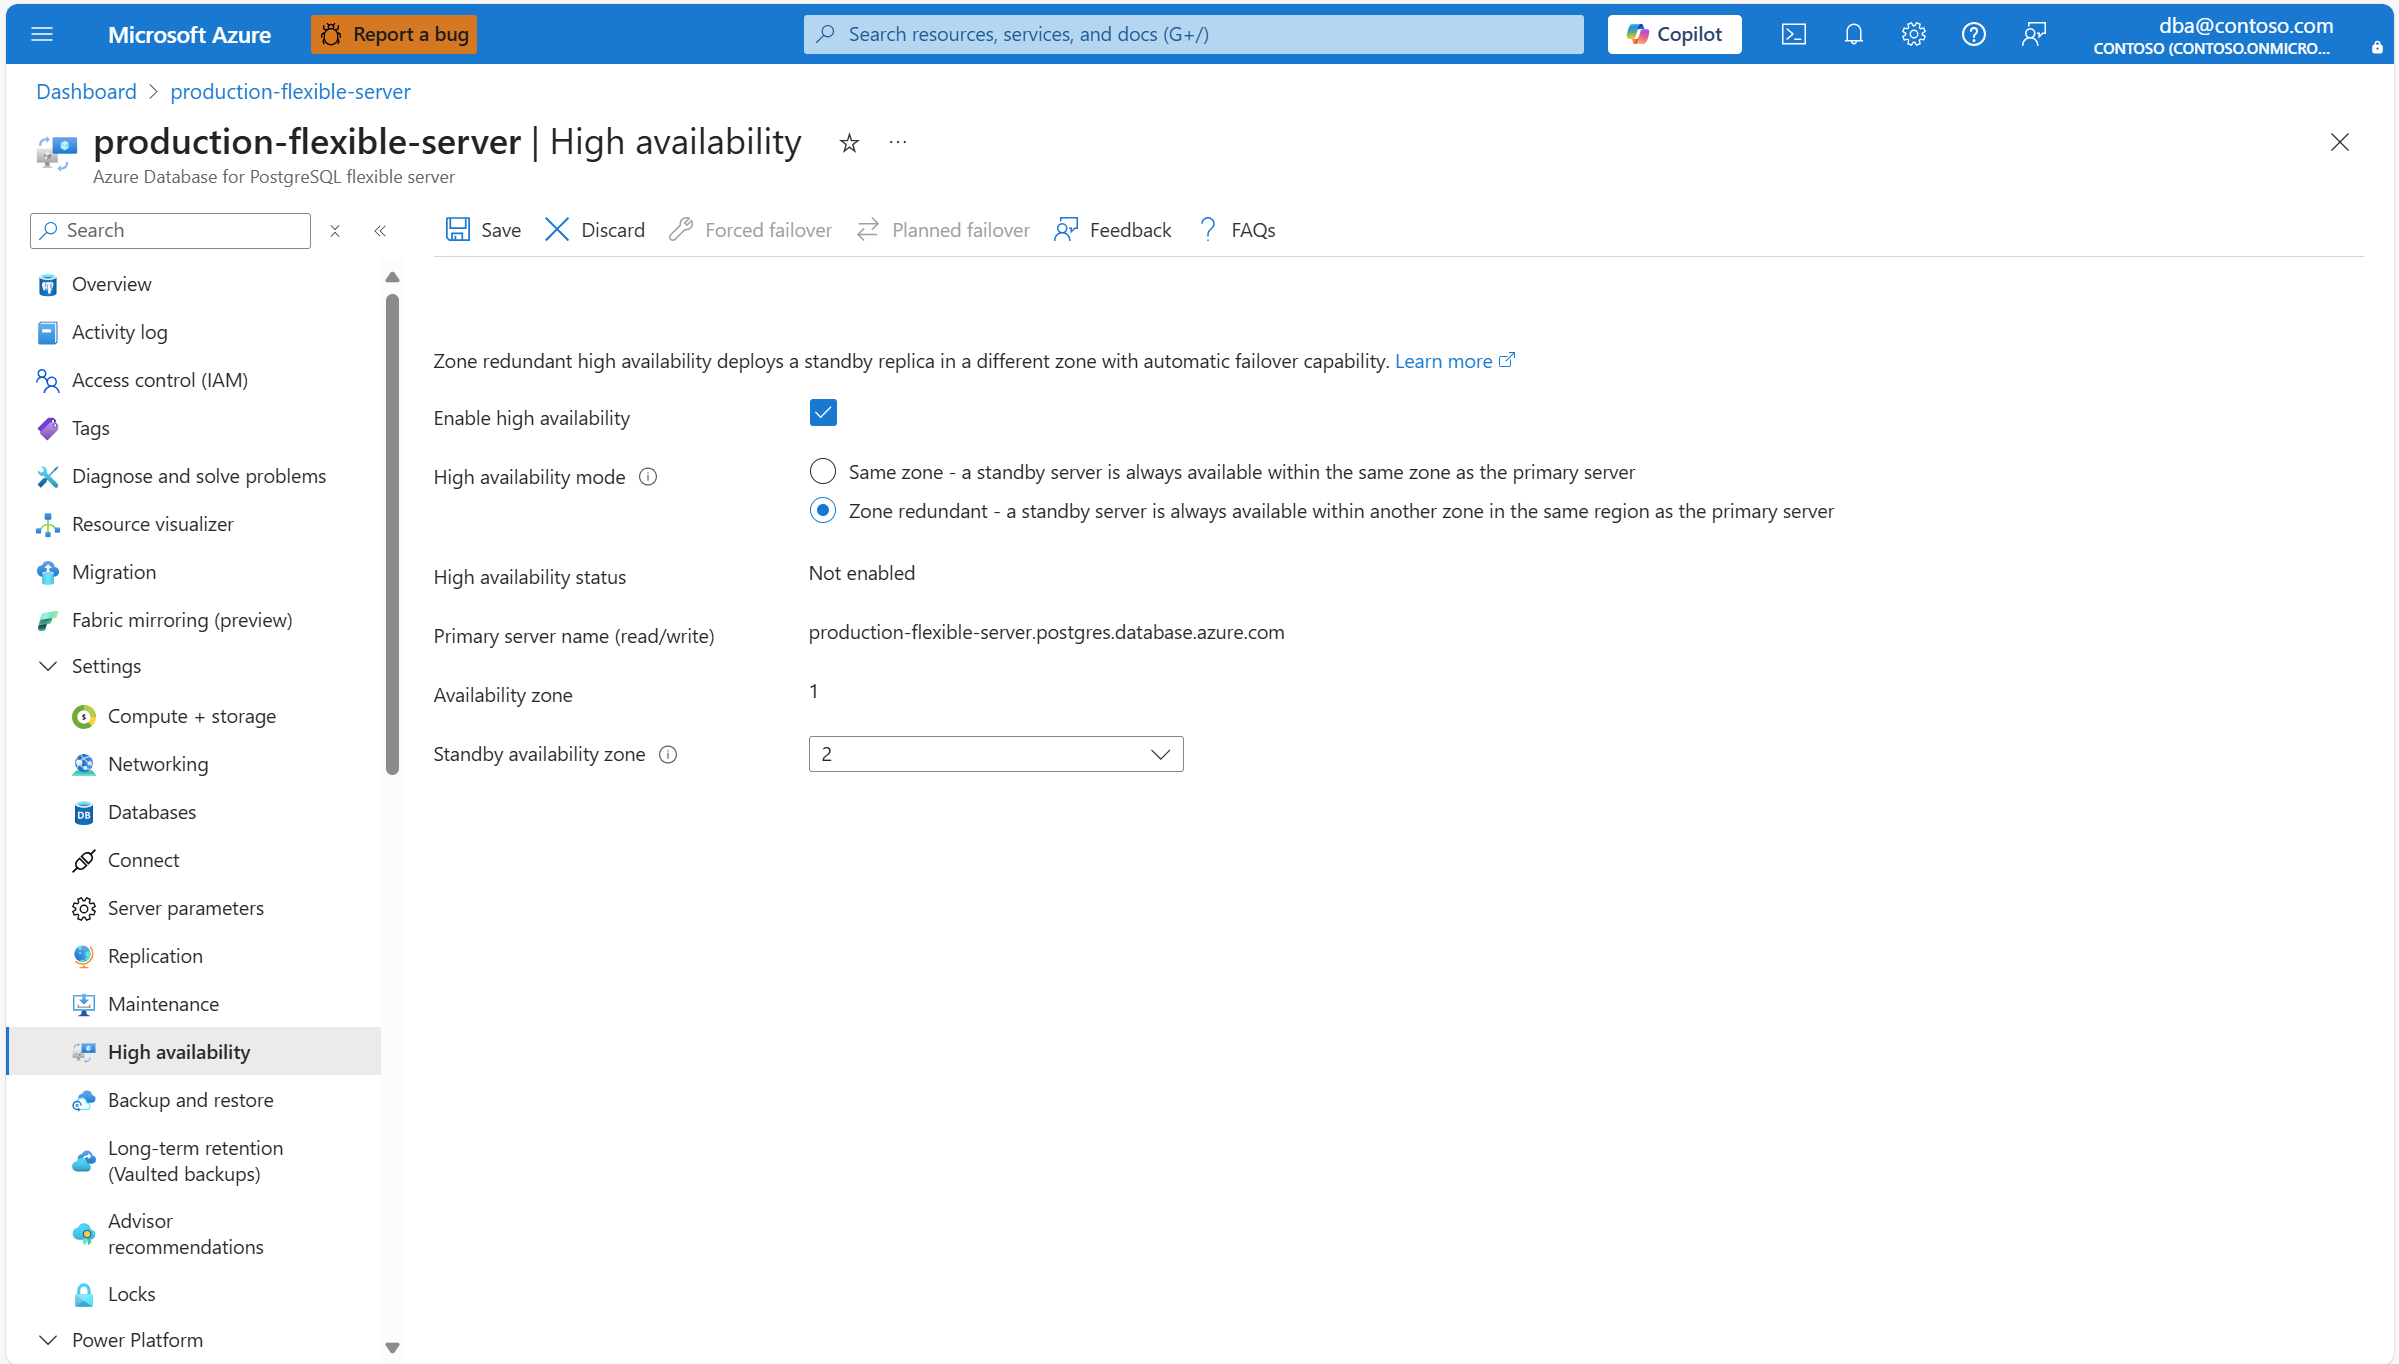 Microsoft Azure
Report a bug
Search resources, services, and docs (G+/)
Copilot
dba@contoso.com
CONTOSO (CONTOSO.ONMICRO...
Dashboard > production-flexible-server
production-flexible-server | High availability
Azure Database for PostgreSQL flexible server
Search
Save
Discard
Forced failover
Planned failover
Feedback
FAQs
Overview
Activity log
Access control (IAM)
Tags
Diagnose and solve problems
Resource visualizer
Migration
Fabric mirroring (preview)
Settings
Compute + storage
Networking
Databases
Connect
Server parameters
Replication
Maintenance
High availability
Backup and restore
Long-term retention
(Vaulted backups)
Advisor
recommendations
Locks
Power Platform
Zone redundant high availability deploys a standby replica in a different zone with automatic failover capability. Learn more
Enable high availability
High availability mode
Same zone - a standby server is always available within the same zone as the primary server
Zone redundant - a standby server is always available within another zone in the same region as the primary server
High availability status
Not enabled
Primary server name (read/write)
production-flexible-server.postgres.database.azure.com
Availability zone
1
Standby availability zone
2